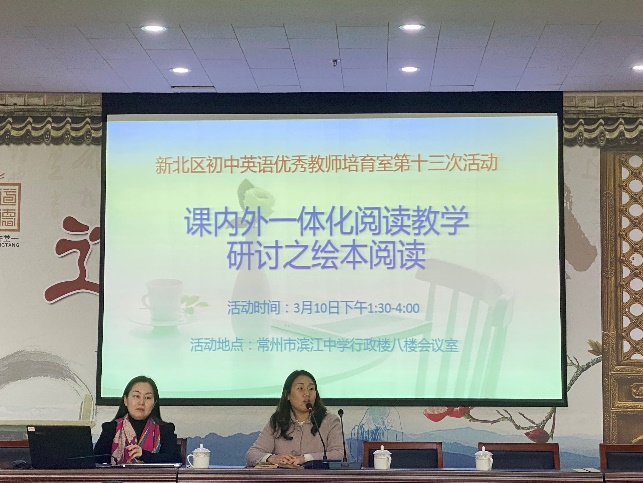 新北区初中英语优秀教师培育室第十三次活动
课内外一体化阅读教学
研讨之绘本阅读
活动时间：3月10日下午1:30-4:00
活动地点：常州市滨江中学行政楼八楼会议室